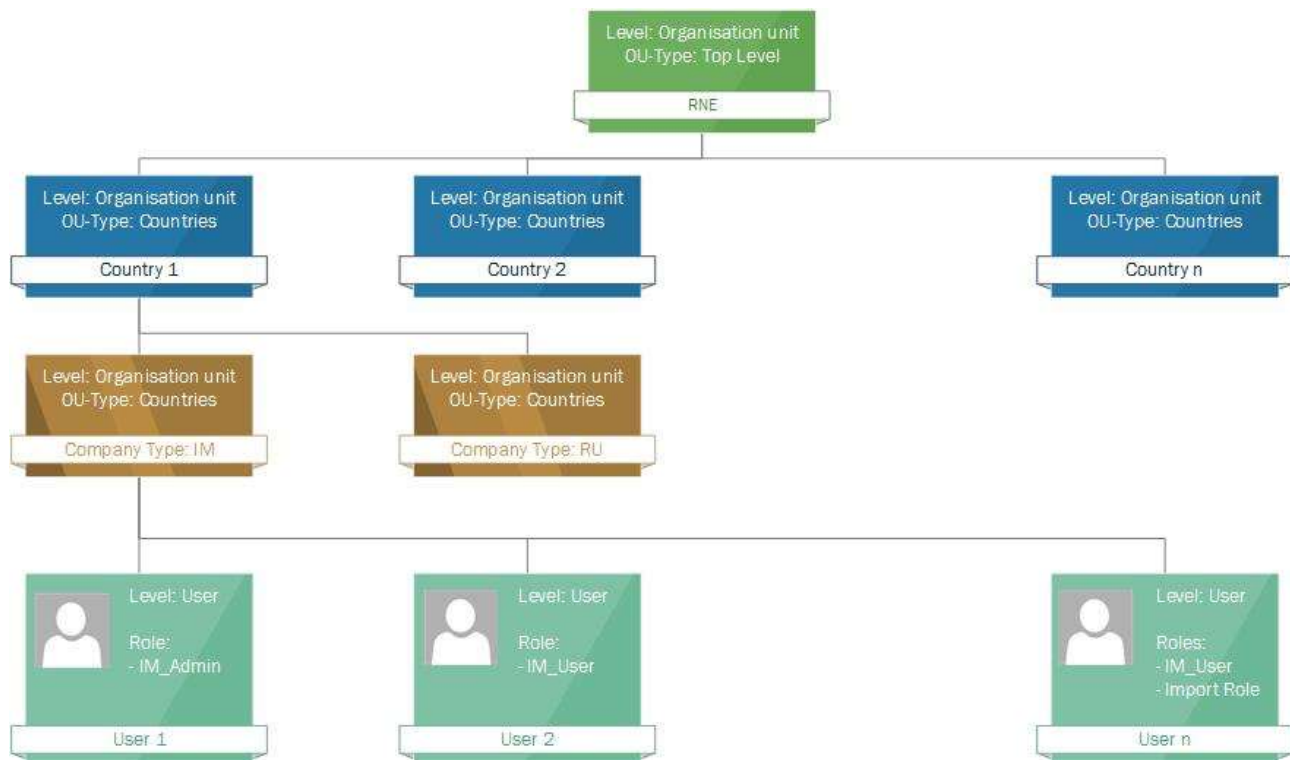 Level: Organisation unit
OU-Type: Top Level
RNE
Level: Organisation unit
OU-Type: Countries
Country 1
Level: Organisation unit
OU-Type: Countries
Country 2
Level: Organisation unit
OU-Type: Countries
Country n
Level: Organisation unit
OU-Type: Countries
Company Type: IM
Level: Organisation unit
OU-Type: Countries
Company Type: RU
Level: User
Role:
- IM_Admin
User 1
Level: User
Role:
- IM_User
User 2
Level: User
Roles:
- IM_User
- Import Role
User n